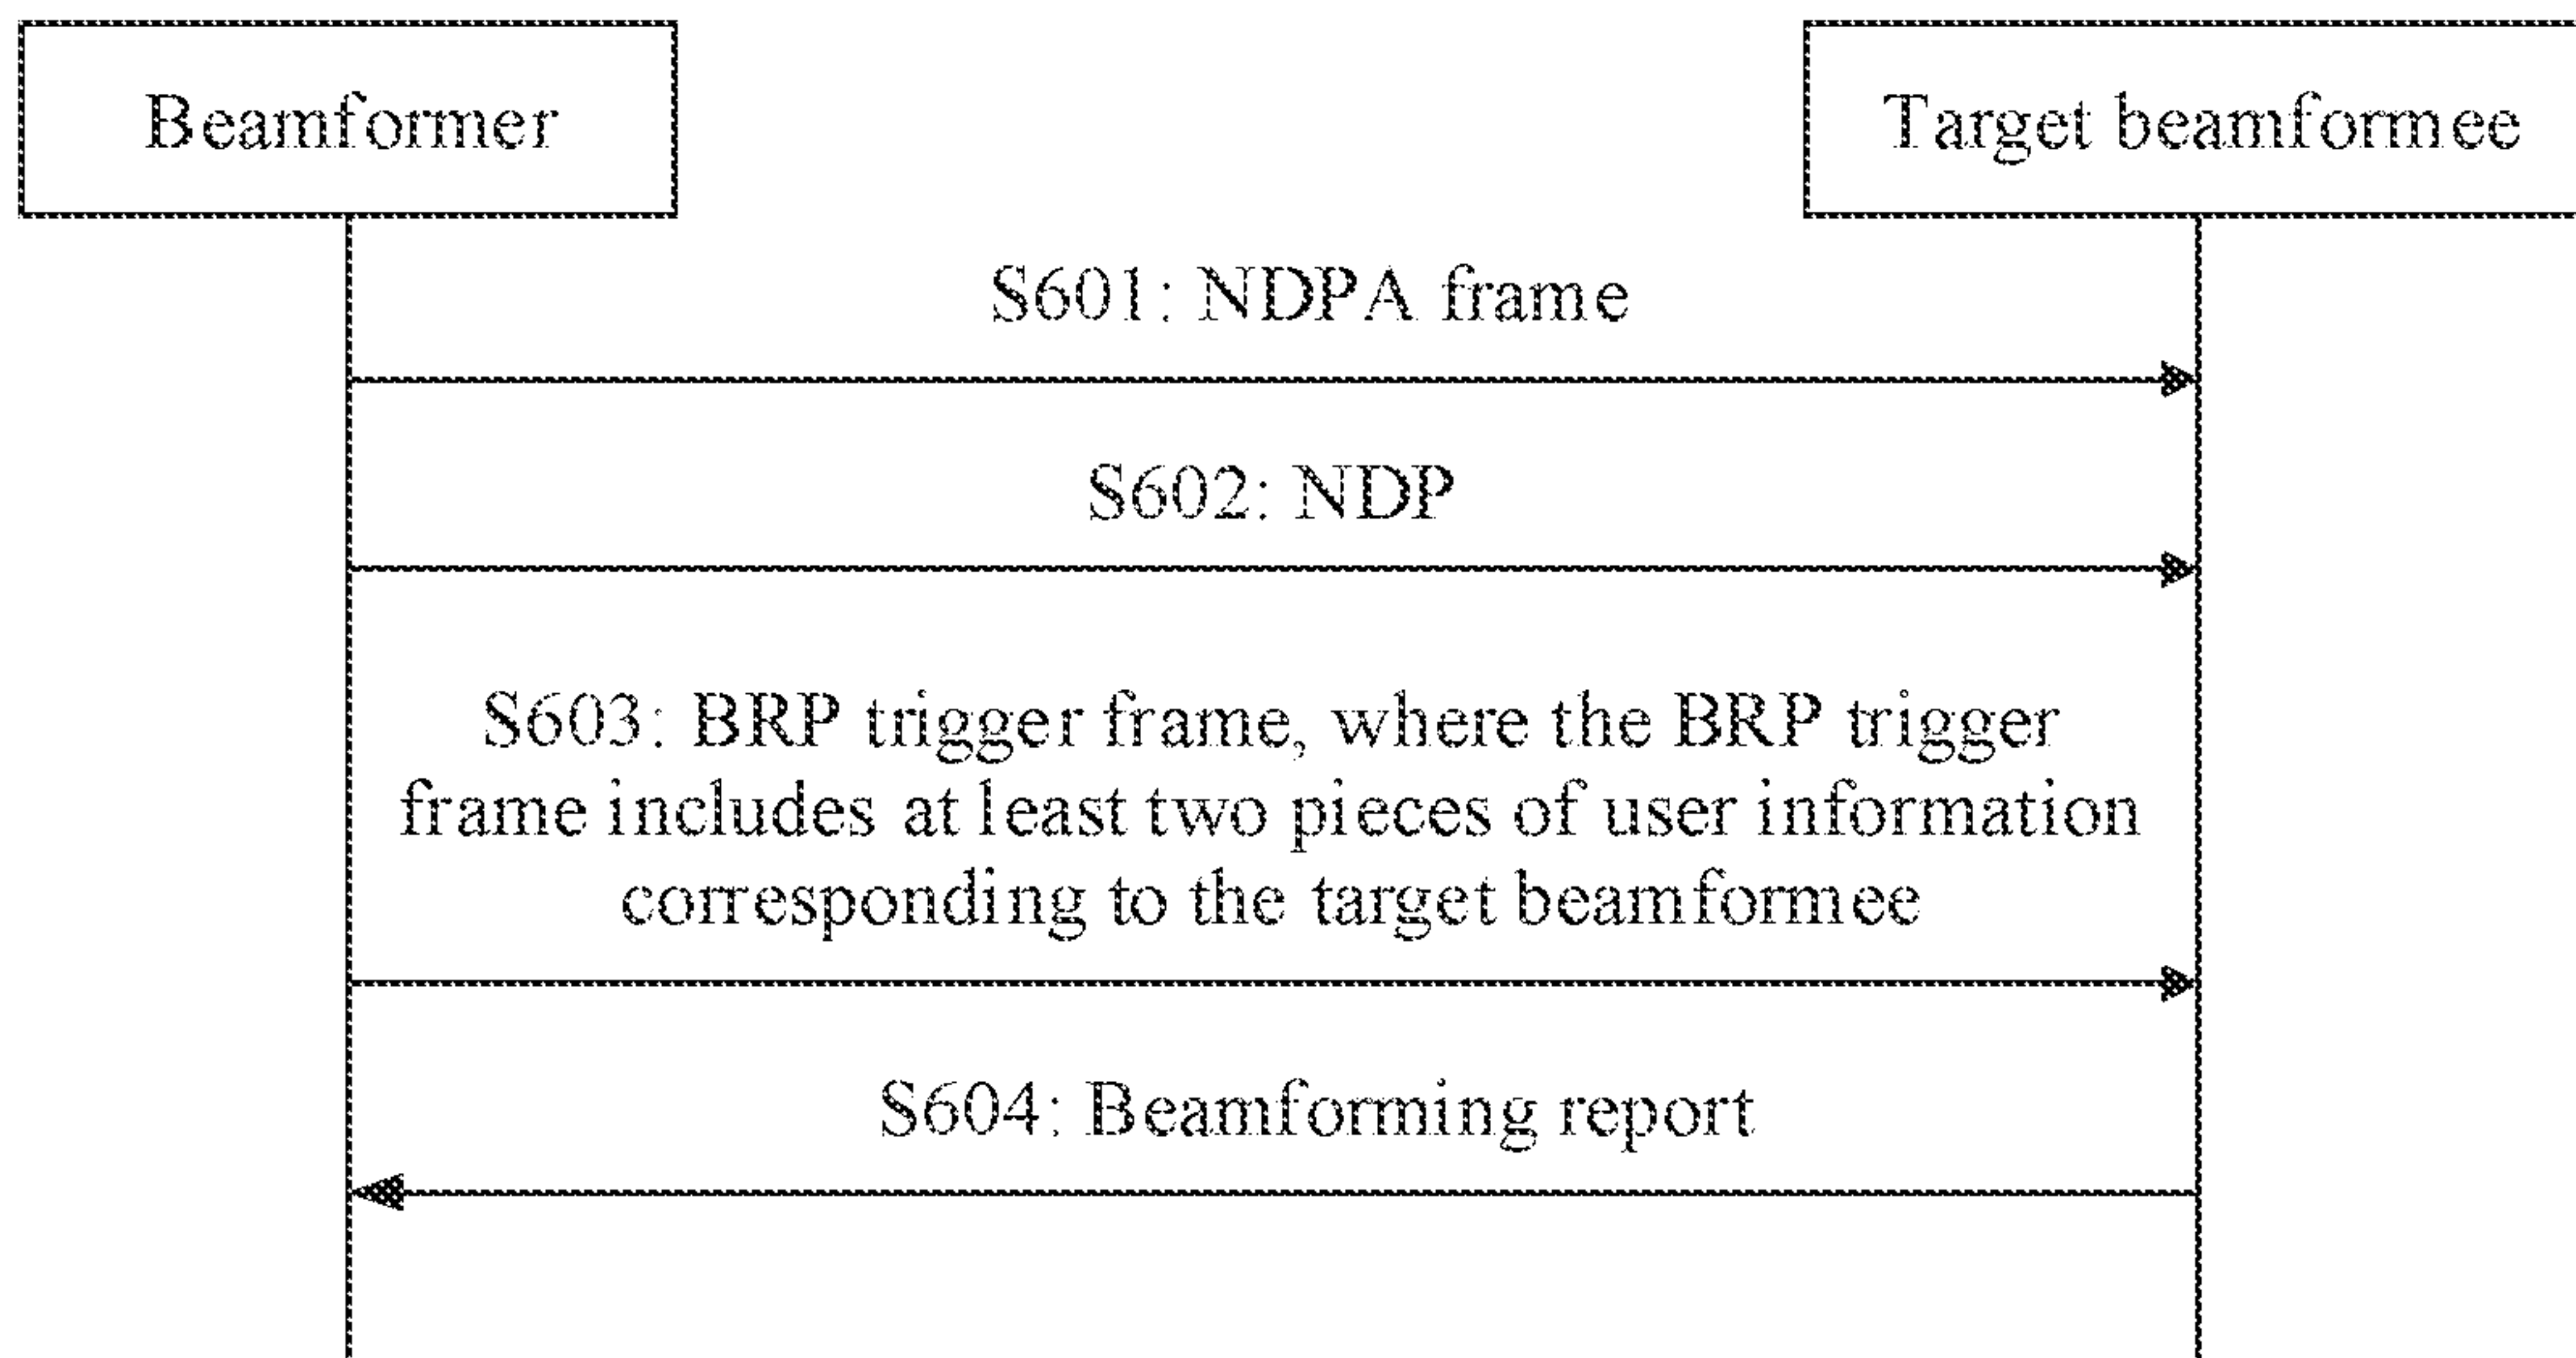 Beamformer
Target beamformee
S601: NDPA frame
S602: NDP
S603: BRP trigger frame, where the BRP trigger
frame includes at least two pieces of user information
corresponding to the target beamformee
S604: Beamforming report